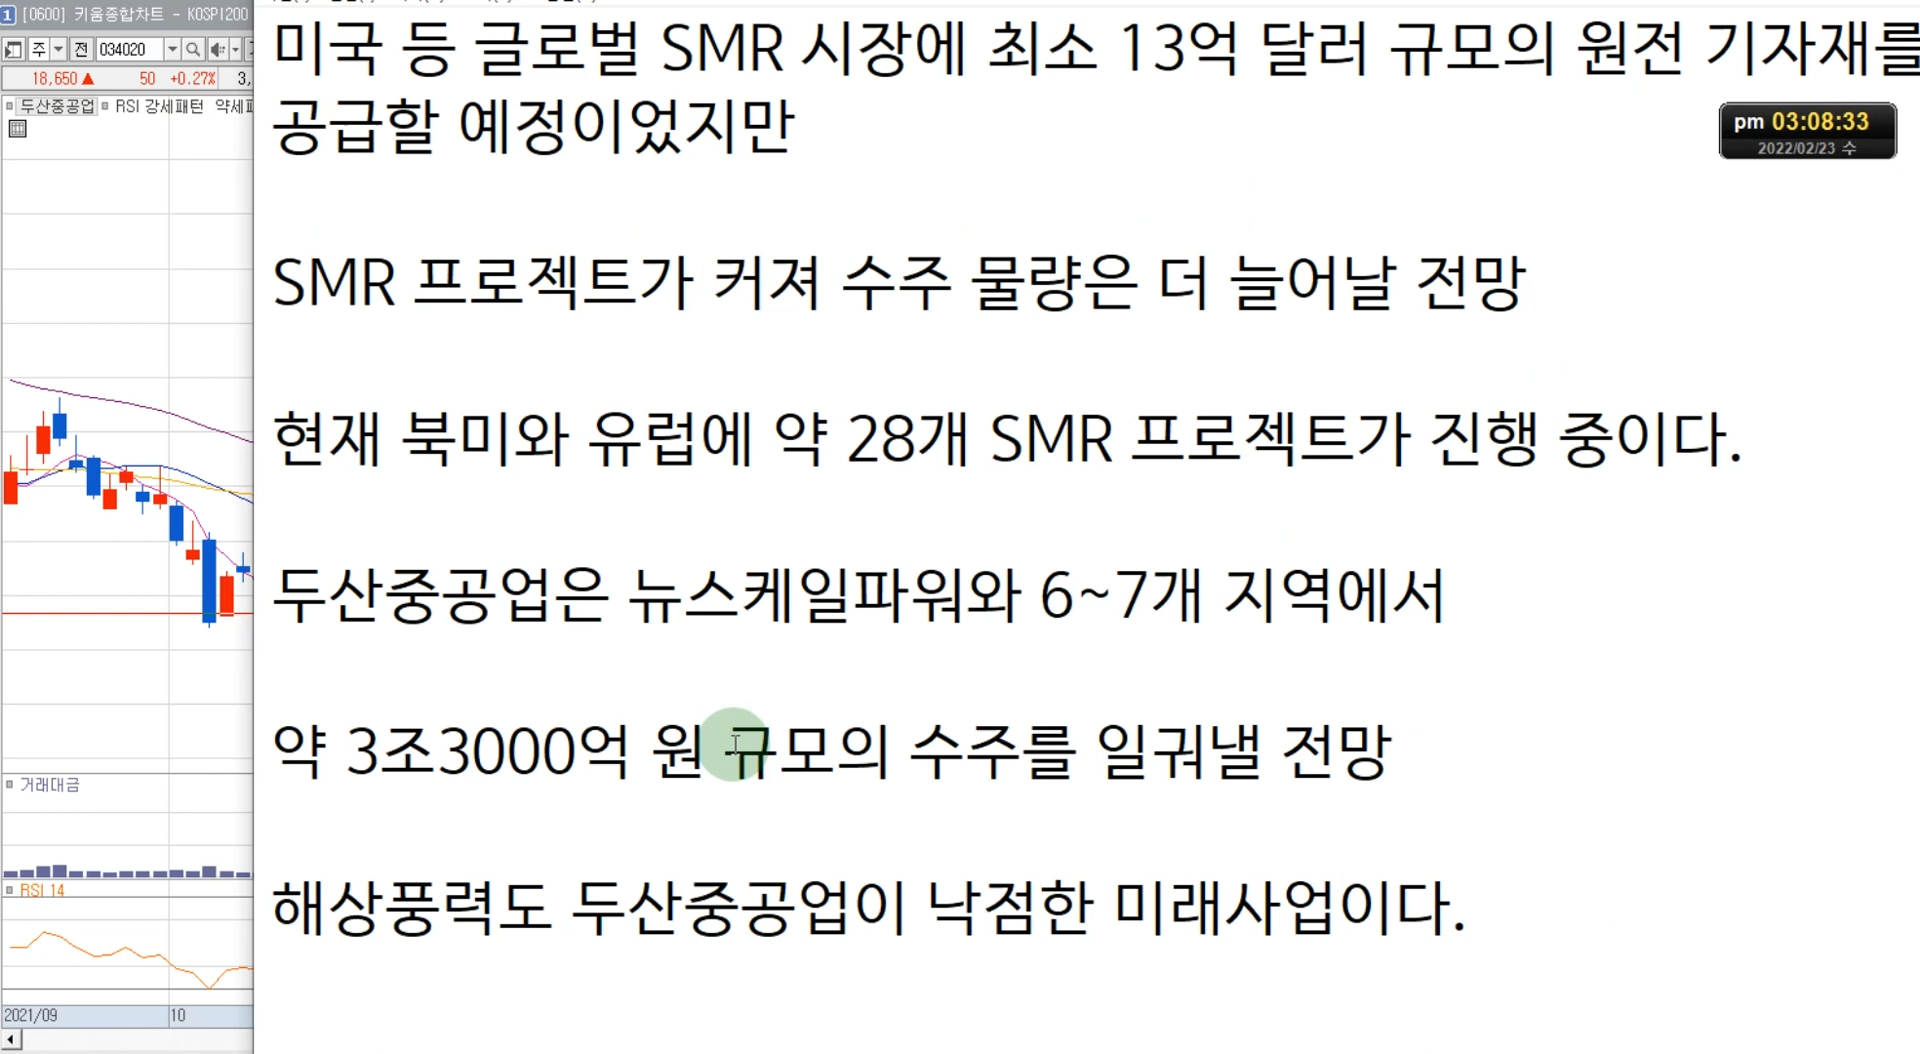 1 [0600] 키움종합차트 - KOSPI200
주 전 034020
18,650 ▲ 50 +0.27% 3,
두산중공업 RSI 강세패턴 약세패
미국 등 글로벌 SMR 시장에 최소 13억 달러 규모의 원전 기자재를
공급할 예정이었지만
pm 03:08:33
2022/02/23 수
SMR 프로젝트가 커져 수주 물량은 더 늘어날 전망
현재 북미와 유럽에 약 28개 SMR 프로젝트가 진행 중이다.
두산중공업은 뉴스케일파워와 6~7개 지역에서
약 3조3000억 원 규모의 수주를 일궈낼 전망
거래대금
해상풍력도 두산중공업이 낙점한 미래사업이다.
RSI 14
2021/09 10